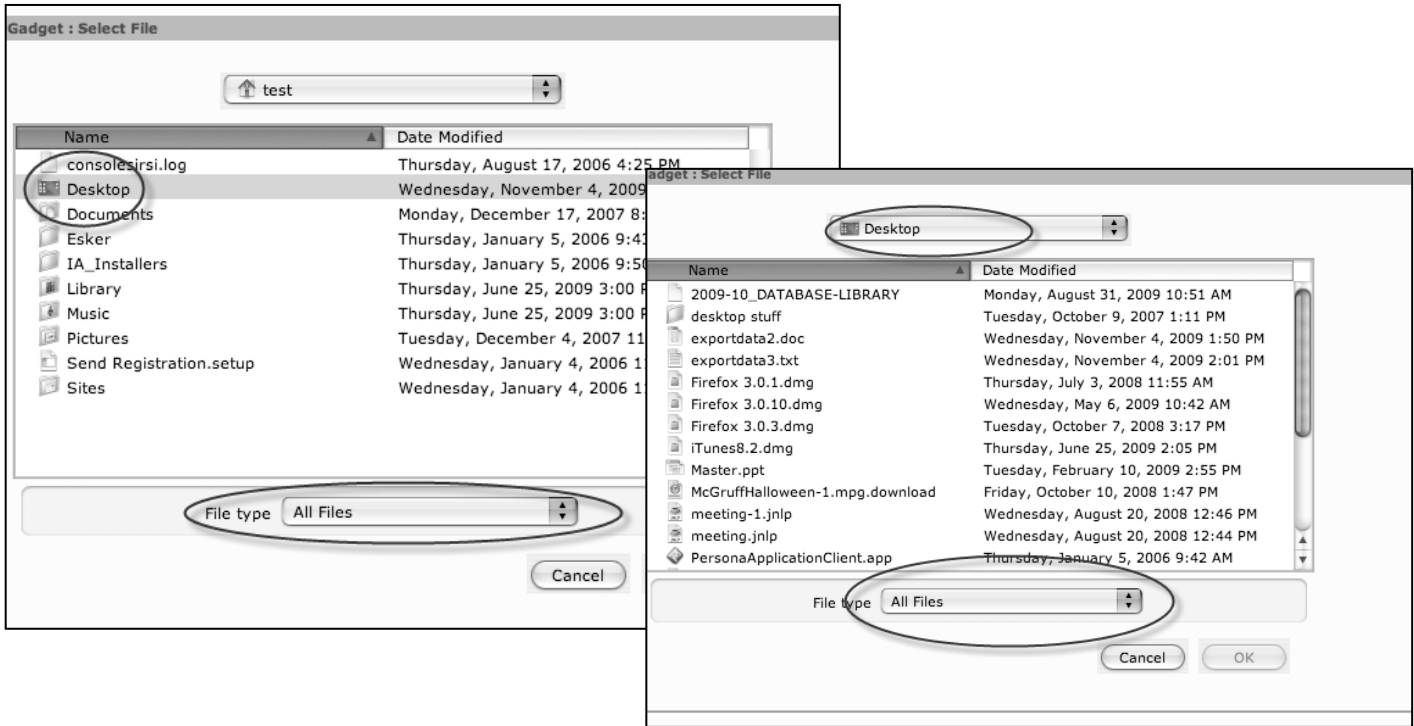 Gadget : Select File
test
Name Date Modified
consolesirsi.log Thursday, August 17, 2006 4:25 PM
Desktop Wednesday, November 4, 2009
Documents Monday, December 17, 2007 8:
Esker Thursday, January 5, 2006 9:43
IA_Installers Thursday, January 5, 2006 9:50
Library Thursday, June 25, 2009 3:00 P
Music Thursday, June 25, 2009 3:00 P
Pictures Tuesday, December 4, 2007 11
Send Registration.setup Wednesday, January 4, 2006 1
Sites Wednesday, January 4, 2006 1
File type All Files
Cancel
adget : Select File
Desktop
Name Date Modified
2009-10_DATABASE-LIBRARY Monday, August 31, 2009 10:51 AM
desktop stuff Tuesday, October 9, 2007 1:11 PM
exportdata2.doc Wednesday, November 4, 2009 1:50 PM
exportdata3.txt Wednesday, November 4, 2009 2:01 PM
Firefox 3.0.1.dmg Thursday, July 3, 2008 11:55 AM
Firefox 3.0.10.dmg Wednesday, May 6, 2009 10:42 AM
Firefox 3.0.3.dmg Tuesday, October 7, 2008 3:17 PM
iTunes8.2.dmg Thursday, June 25, 2009 2:05 PM
Master.ppt Tuesday, February 10, 2009 2:55 PM
McGruffHalloween-1.mpg.download Friday, October 10, 2008 1:47 PM
meeting-1.jnlp Wednesday, August 20, 2008 12:46 PM
meeting.jnlp Wednesday, August 20, 2008 12:44 PM
PersonaApplicationClient.app Thursday, January 5, 2006 9:42 AM
File type All Files
Cancel OK